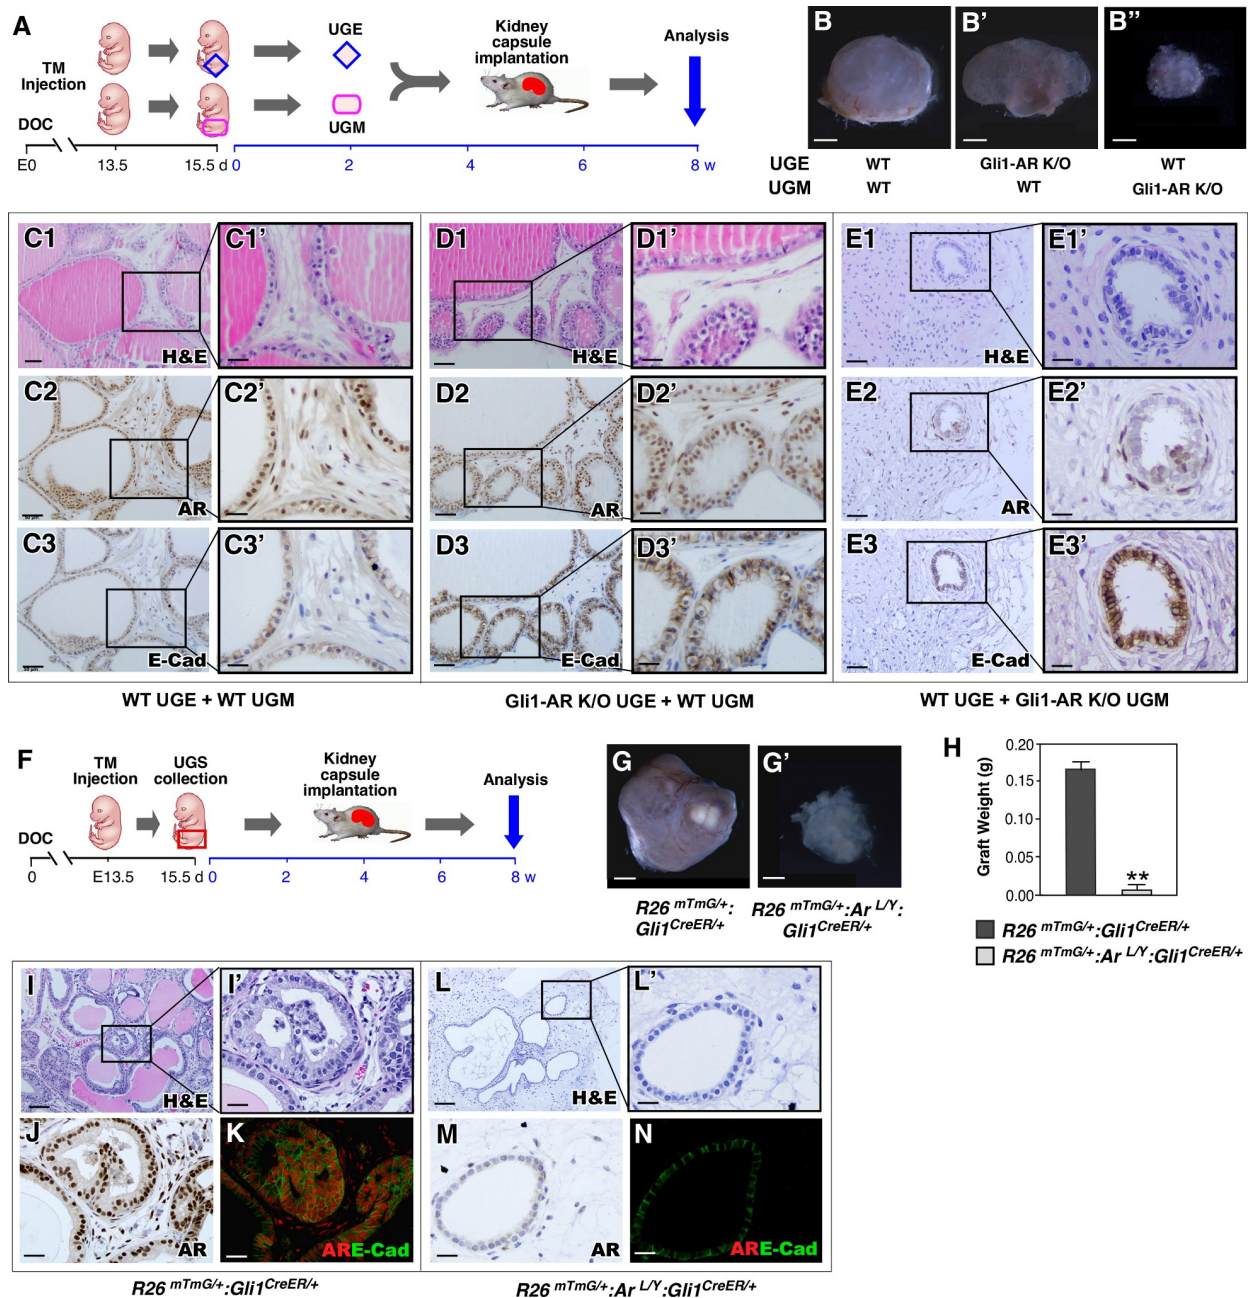 A
TM
Injection
DOC
UGE
UGM
Kidney
capsule
implantation
Analysis
E0
13.5
15.5 d
0
2
4
6
8 w
B
B’
B”
UGE
WT
Gli1-AR K/O
WT
UGM
WT
WT
Gli1-AR K/O
C1
H&E
C1’
D1
H&E
D1’
E1
H&E
E1’
C2
AR
C2’
D2
AR
D2’
E2
AR
E2’
C3
E-Cad
C3’
D3
E-Cad
D3’
E3
E-Cad
E3’
WT UGE + WT UGM
Gli1-AR K/O UGE + WT UGM
WT UGE + Gli1-AR K/O UGM
F
TM
Injection
UGS
collection
Kidney
capsule
implantation
Analysis
DOC
0
E13.5
15.5 d
0
2
4
6
8 w
G
G’
R26 mTmG/+:
Gli1CreER/+
R26 mTmG/+:Ar L/Y:
Gli1CreER/+
H
Graft Weight (g)
0.20
0.15
0.10
0.05
0.00
**
R26 mTmG/+:Gli1CreER/+
R26 mTmG/+:Ar L/Y:Gli1CreER/+
I
H&E
I’
L
H&E
L’
J
AR
K
ARE-Cad
M
AR
N
ARE-Cad
R26 mTmG/+:Gli1CreER/+
R26 mTmG/+:Ar L/Y:Gli1CreER/+